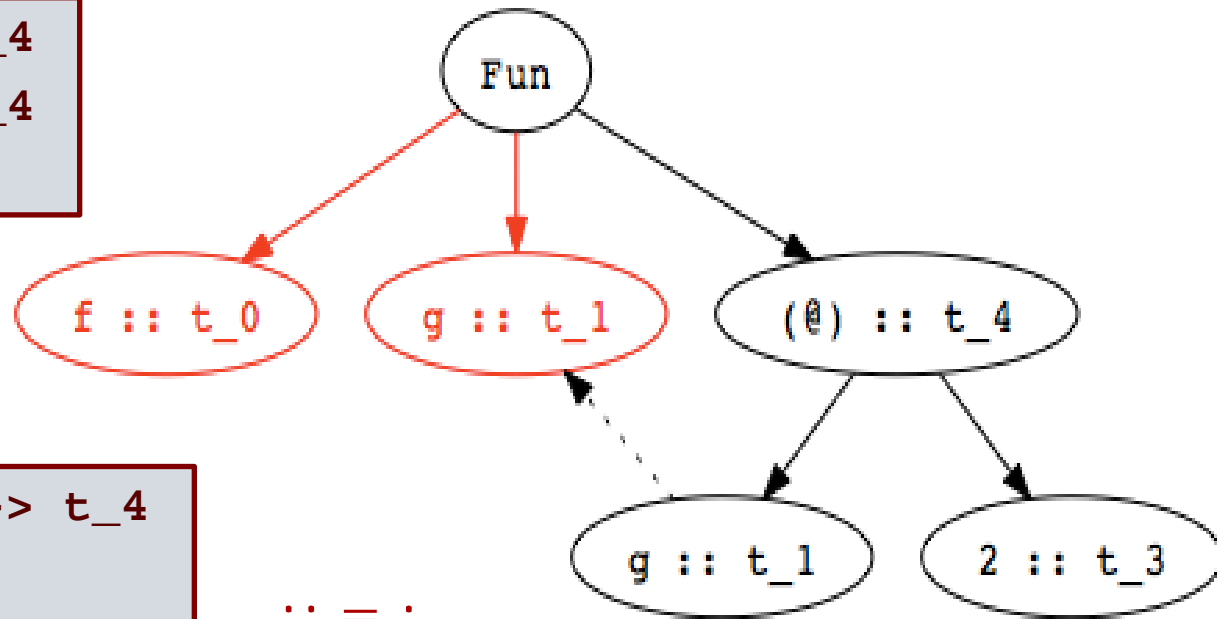 _4
_4
Fun
f :: t_0
g :: t_1
(@) :: t_4
> t_4
g :: t_1
2 :: t_3